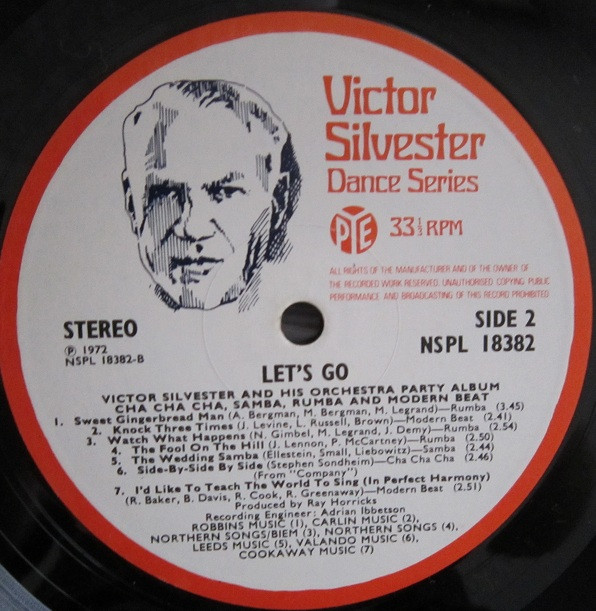 Victor
Silvester
Dance Series
PYE
33 1/3 RPM
ALL RIGHTS OF THE MANUFACTURER AND OF THE OWNER OF
THE RECORDED WORK RESERVED. UNAUTHORISED COPYING PUBLIC
PERFORMANCE AND BROADCASTING OF THIS RECORD PROHIBITED
STEREO
℗ 1972
NSPL 18382-B
SIDE 2
NSPL 18382
LET'S GO
VICTOR SILVESTER AND HIS ORCHESTRA PARTY ALBUM
CHA CHA CHA, SAMBA, RUMBA AND MODERN BEAT
1. Sweet Gingerbread Man (A. Bergman, M. Bergman, M. Legrand)—Rumba (3.45)
2. Knock Three Times (J. Levine, L. Russell, Brown)—Modern Beat (2.41)
3. Watch What Happens (N. Gimbel, M. Legrand, J. Demy)—Rumba (2.54)
4. The Fool On The Hill (J. Lennon, P. McCartney)—Rumba (2.50)
5. The Wedding Samba (Ellestein, Small, Liebowitz)—Samba (2.44)
6. Side-By-Side By Side (Stephen Sondheim)—Cha Cha Cha (2.46)
(From "Company")
7. I'd Like To Teach The World To Sing (In Perfect Harmony)
(R. Baker, B. Davis, R. Cook, R. Greenaway)—Modern Beat (2.51)
Produced by Ray Horricks
Recording Engineer: Adrian Ibbetson
ROBBINS MUSIC (1), CARLIN MUSIC (2),
NORTHERN SONGS/BIEM (3), NORTHERN SONGS (4),
LEEDS MUSIC (5), VALANDO MUSIC (6),
COOKAWAY MUSIC (7)